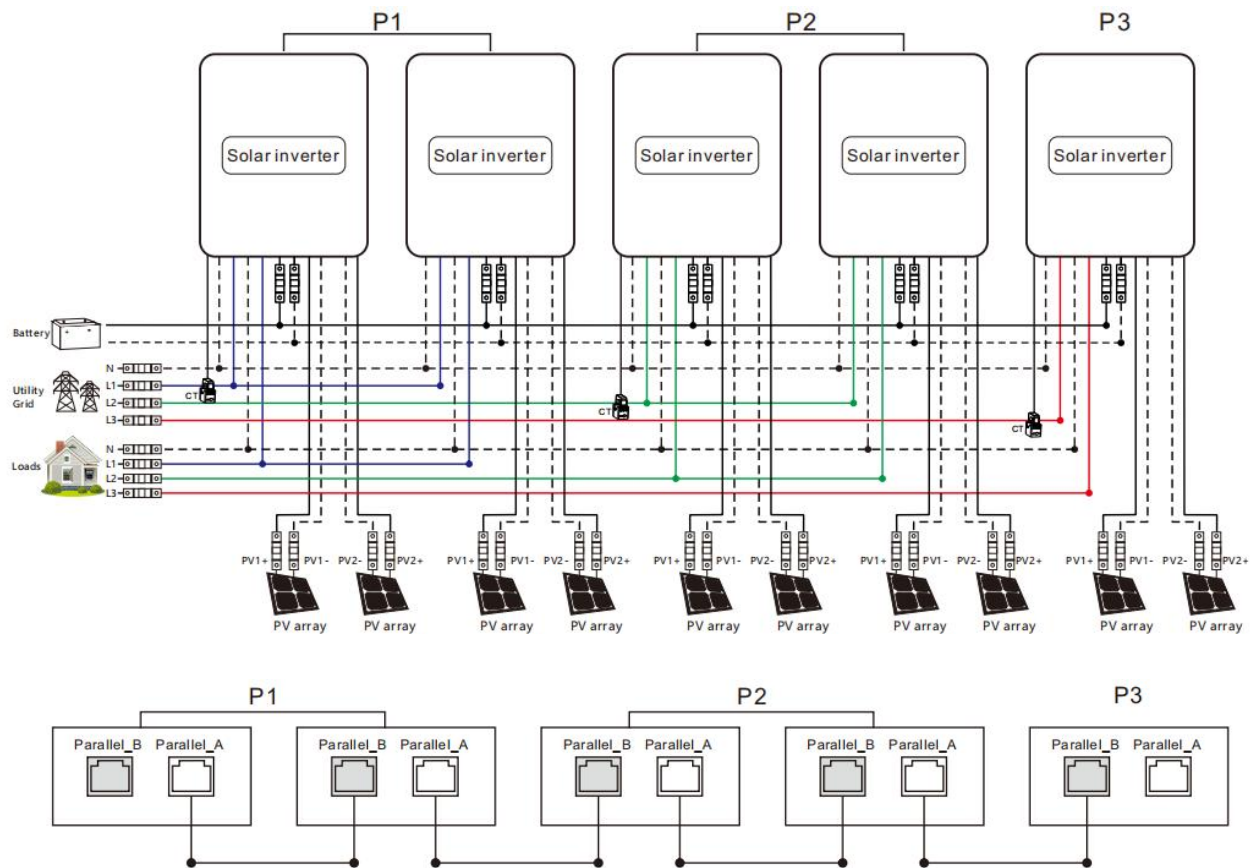 P1 P2 P3
Solar inverter Solar inverter Solar inverter Solar inverter Solar inverter
Battery
N
L1
Utility
Grid
L2
L3
CT CT CT
N
L1
Loads
L2
L3
PV1+ PV1- PV2- PV2+ PV1+ PV1- PV2- PV2+ PV1+ PV1- PV2- PV2+ PV1+ PV1- PV2- PV2+ PV1+ PV1- PV2- PV2+
PV array PV array PV array PV array PV array PV array PV array PV array PV array PV array
P1 P2 P3
Parallel_B Parallel_A Parallel_B Parallel_A Parallel_B Parallel_A Parallel_B Parallel_A Parallel_B Parallel_A